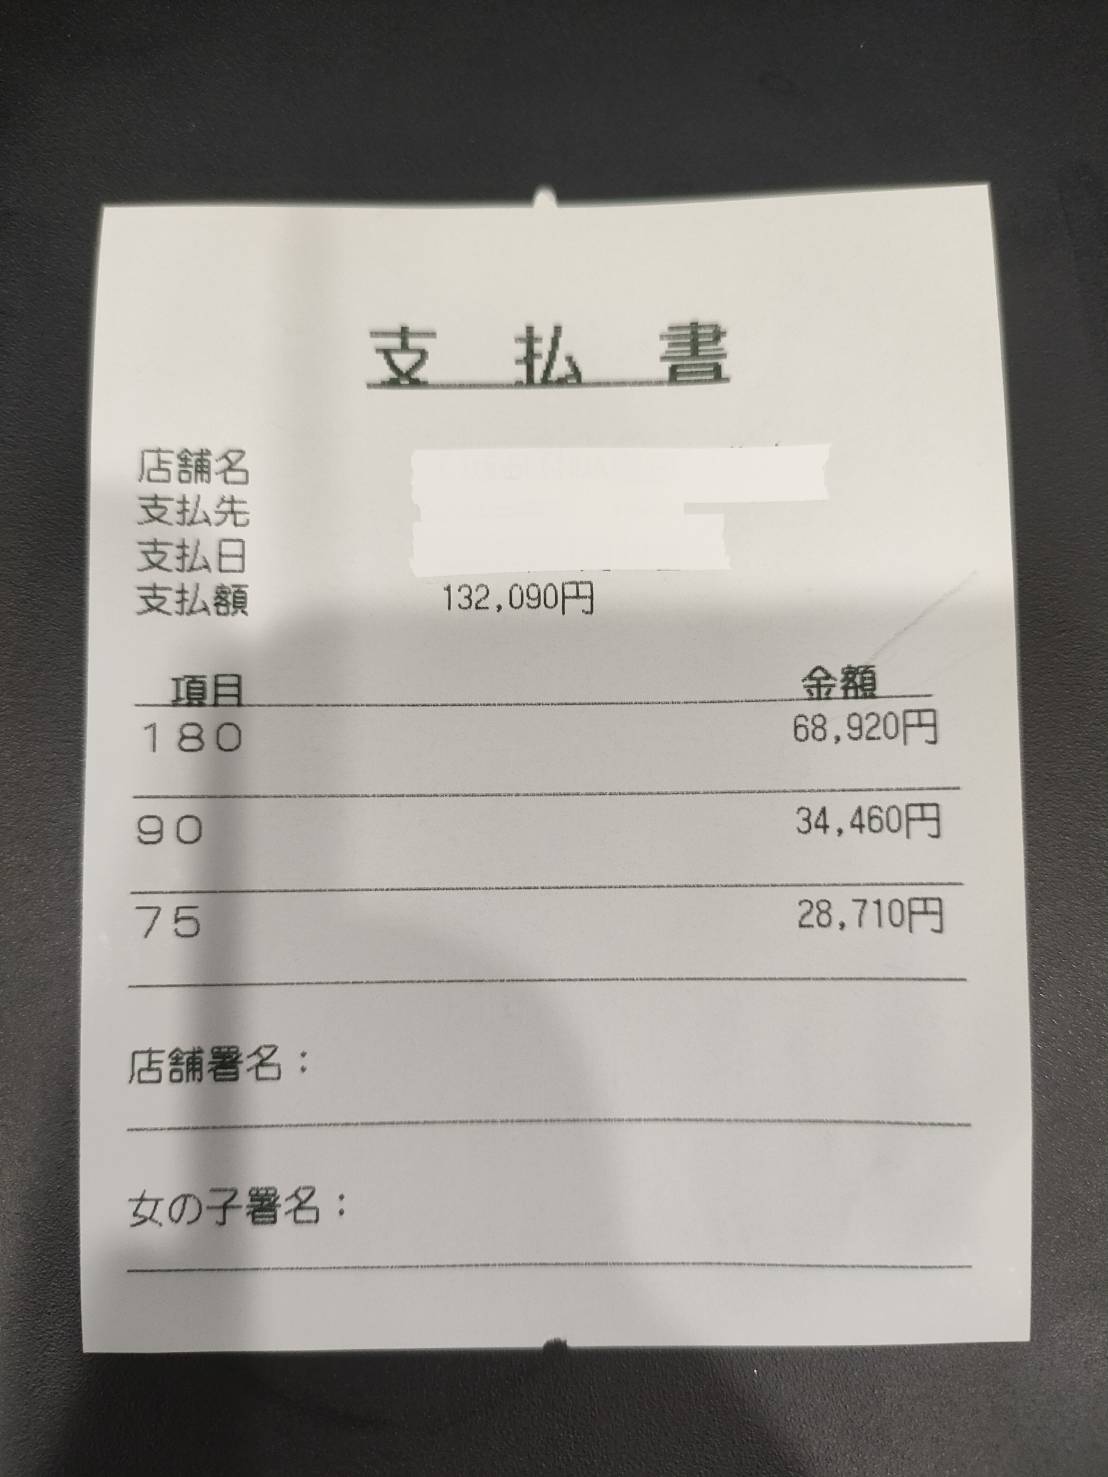 支払書
店舗名
支払先
支払日
支払額 132,090円
項目 金額
180 68,920円
90 34,460円
75 28,710円
店舗署名：
女の子署名：